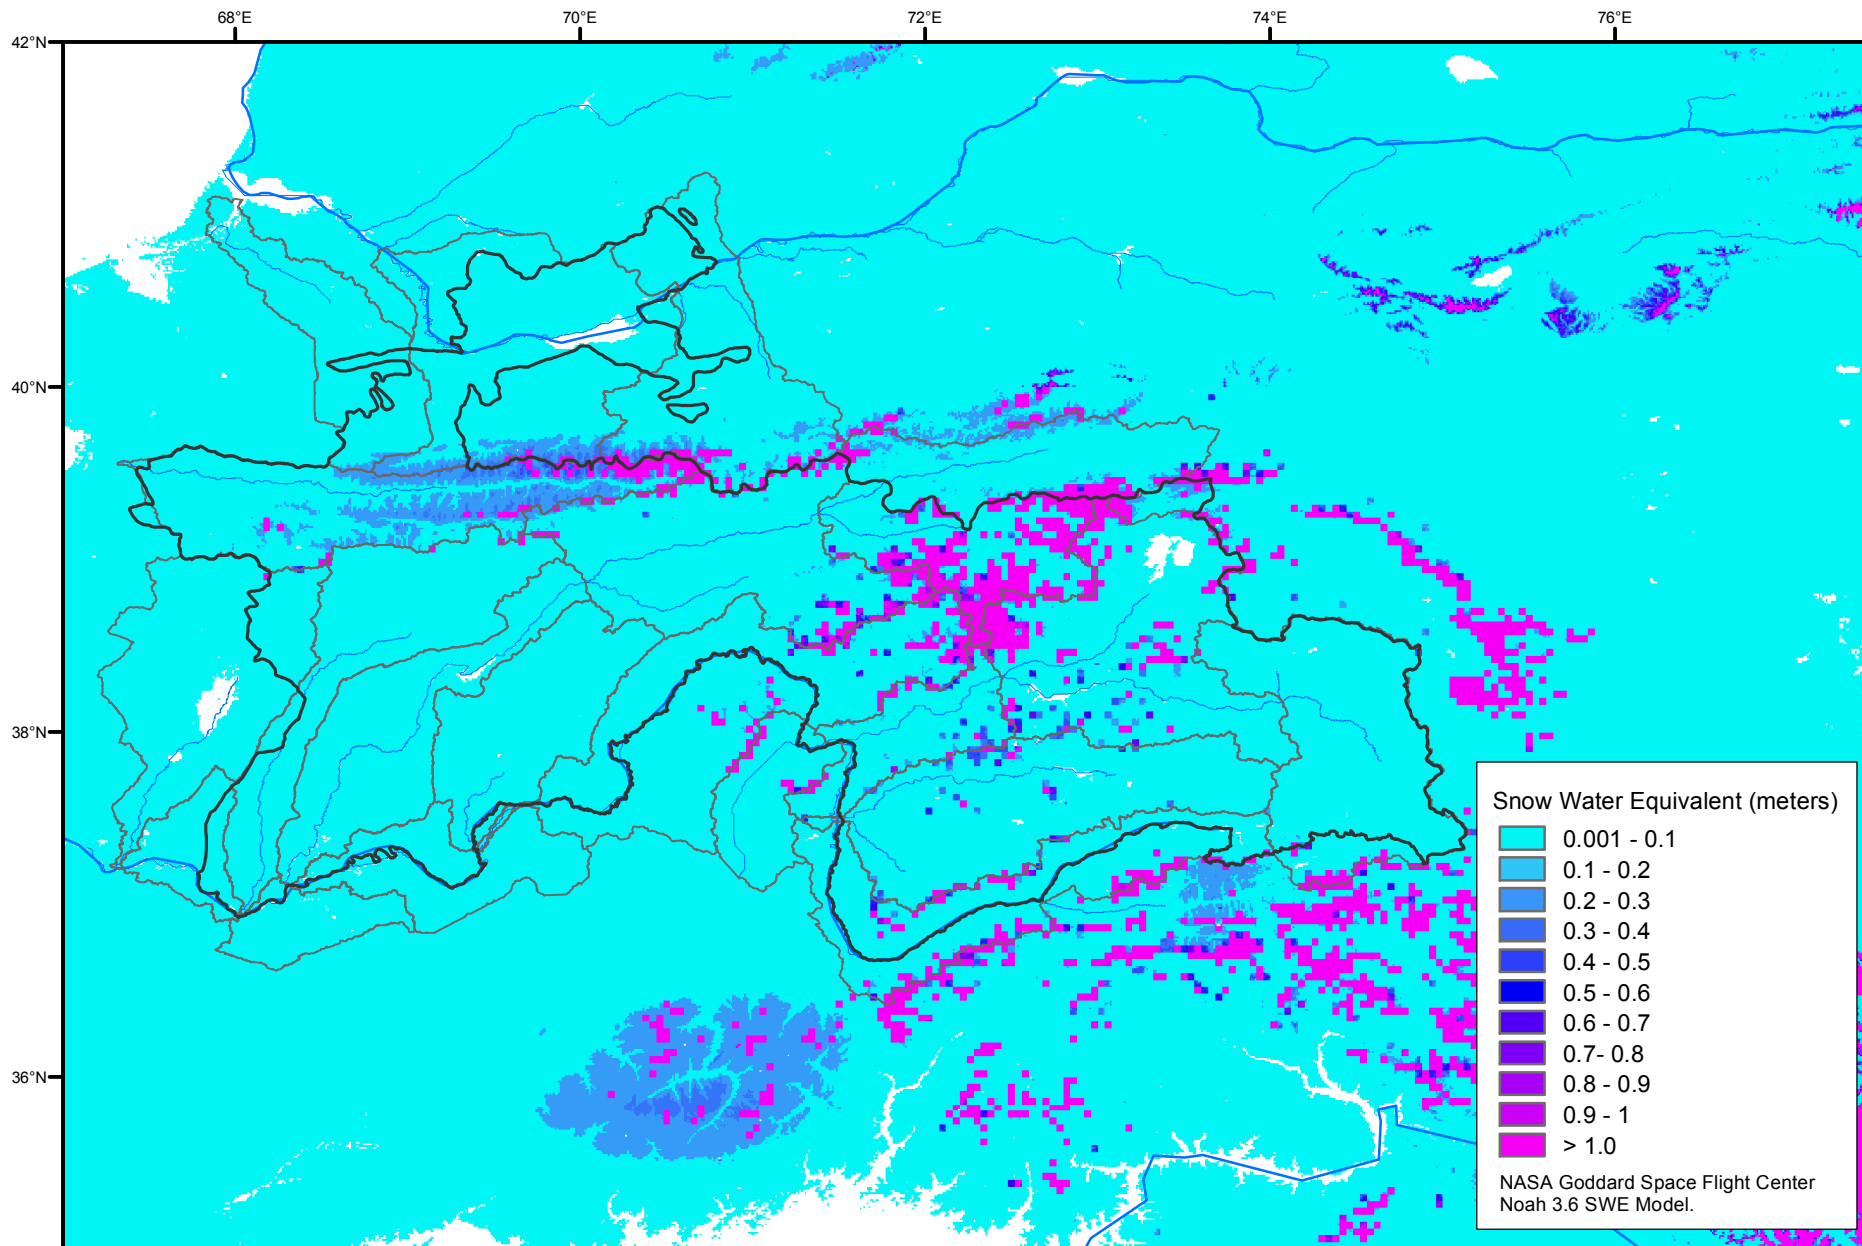 68°E
70°E
72°E
74°E
76°E
42°N
40°N
38°N
36°N
Snow Water Equivalent (meters)
0.001 - 0.1
0.1 - 0.2
0.2 - 0.3
0.3 - 0.4
0.4 - 0.5
0.5 - 0.6
0.6 - 0.7
0.7- 0.8
0.8 - 0.9
0.9 - 1
> 1.0
NASA Goddard Space Flight Center
Noah 3.6 SWE Model.